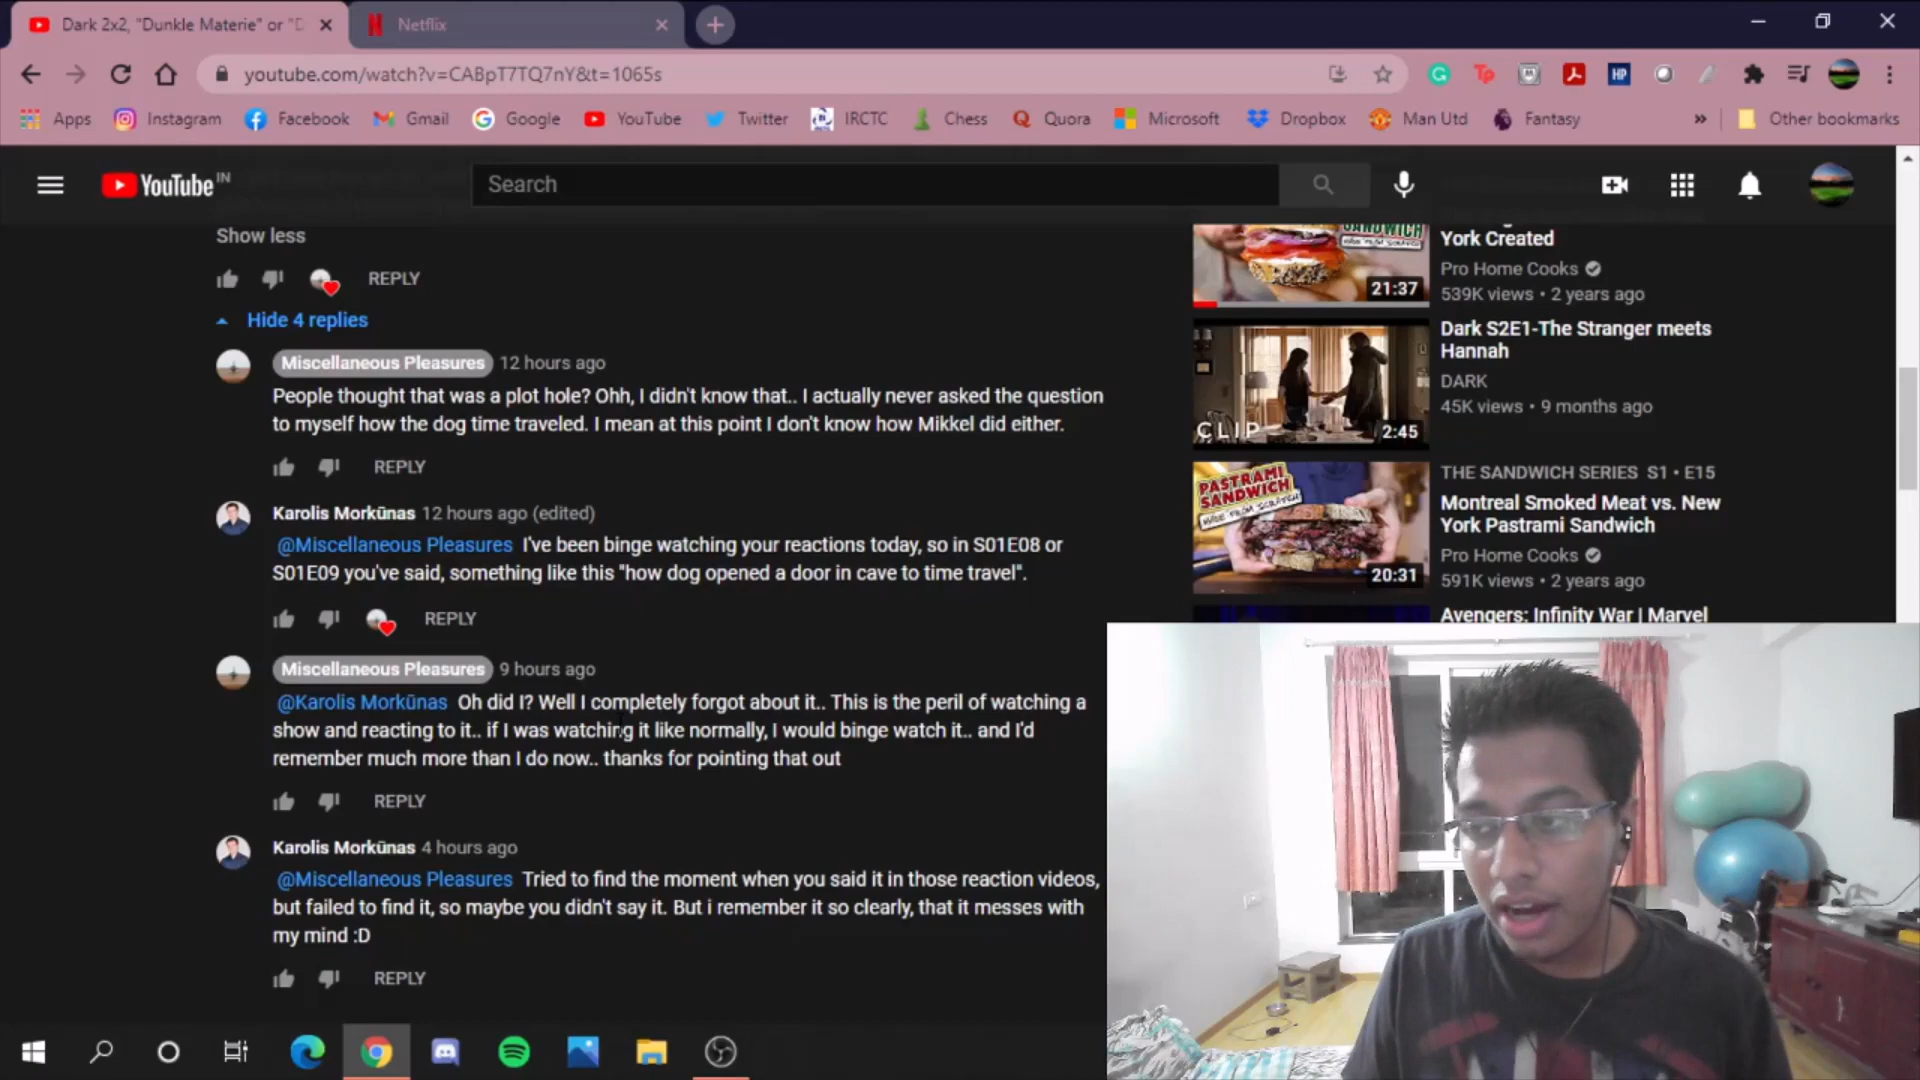 Dark 2x2, "Dunkle Materie" or "D
Netflix
youtube.com/watch?v=CABpT7TQ7nY&t=1065s
Apps Instagram Facebook Gmail Google YouTube Twitter IRCTC Chess Quora Microsoft Dropbox Man Utd Fantasy » Other bookmarks
YouTube IN
Search
Show less
REPLY
Hide 4 replies
Miscellaneous Pleasures 12 hours ago
People thought that was a plot hole? Ohh, I didn't know that.. I actually never asked the question
to myself how the dog time traveled. I mean at this point I don't know how Mikkel did either.
REPLY
Karolis Morkūnas 12 hours ago (edited)
@Miscellaneous Pleasures I've been binge watching your reactions today, so in S01E08 or
S01E09 you've said, something like this "how dog opened a door in cave to time travel".
REPLY
Miscellaneous Pleasures 9 hours ago
@Karolis Morkūnas Oh did I? Well I completely forgot about it.. This is the peril of watching a
show and reacting to it.. if I was watching it like normally, I would binge watch it.. and I'd
remember much more than I do now.. thanks for pointing that out
REPLY
Karolis Morkūnas 4 hours ago
@Miscellaneous Pleasures Tried to find the moment when you said it in those reaction videos,
but failed to find it, so maybe you didn't say it. But i remember it so clearly, that it messes with
my mind :D
REPLY
SANDWICH
MADE FROM SCRATCH
21:37
York Created
Pro Home Cooks
539K views • 2 years ago
CLIP
2:45
Dark S2E1-The Stranger meets
Hannah
DARK
45K views • 9 months ago
PASTRAMI
SANDWICH
MADE FROM SCRATCH
20:31
THE SANDWICH SERIES S1 • E15
Montreal Smoked Meat vs. New
York Pastrami Sandwich
Pro Home Cooks
591K views • 2 years ago
Avengers: Infinity War | Marvel